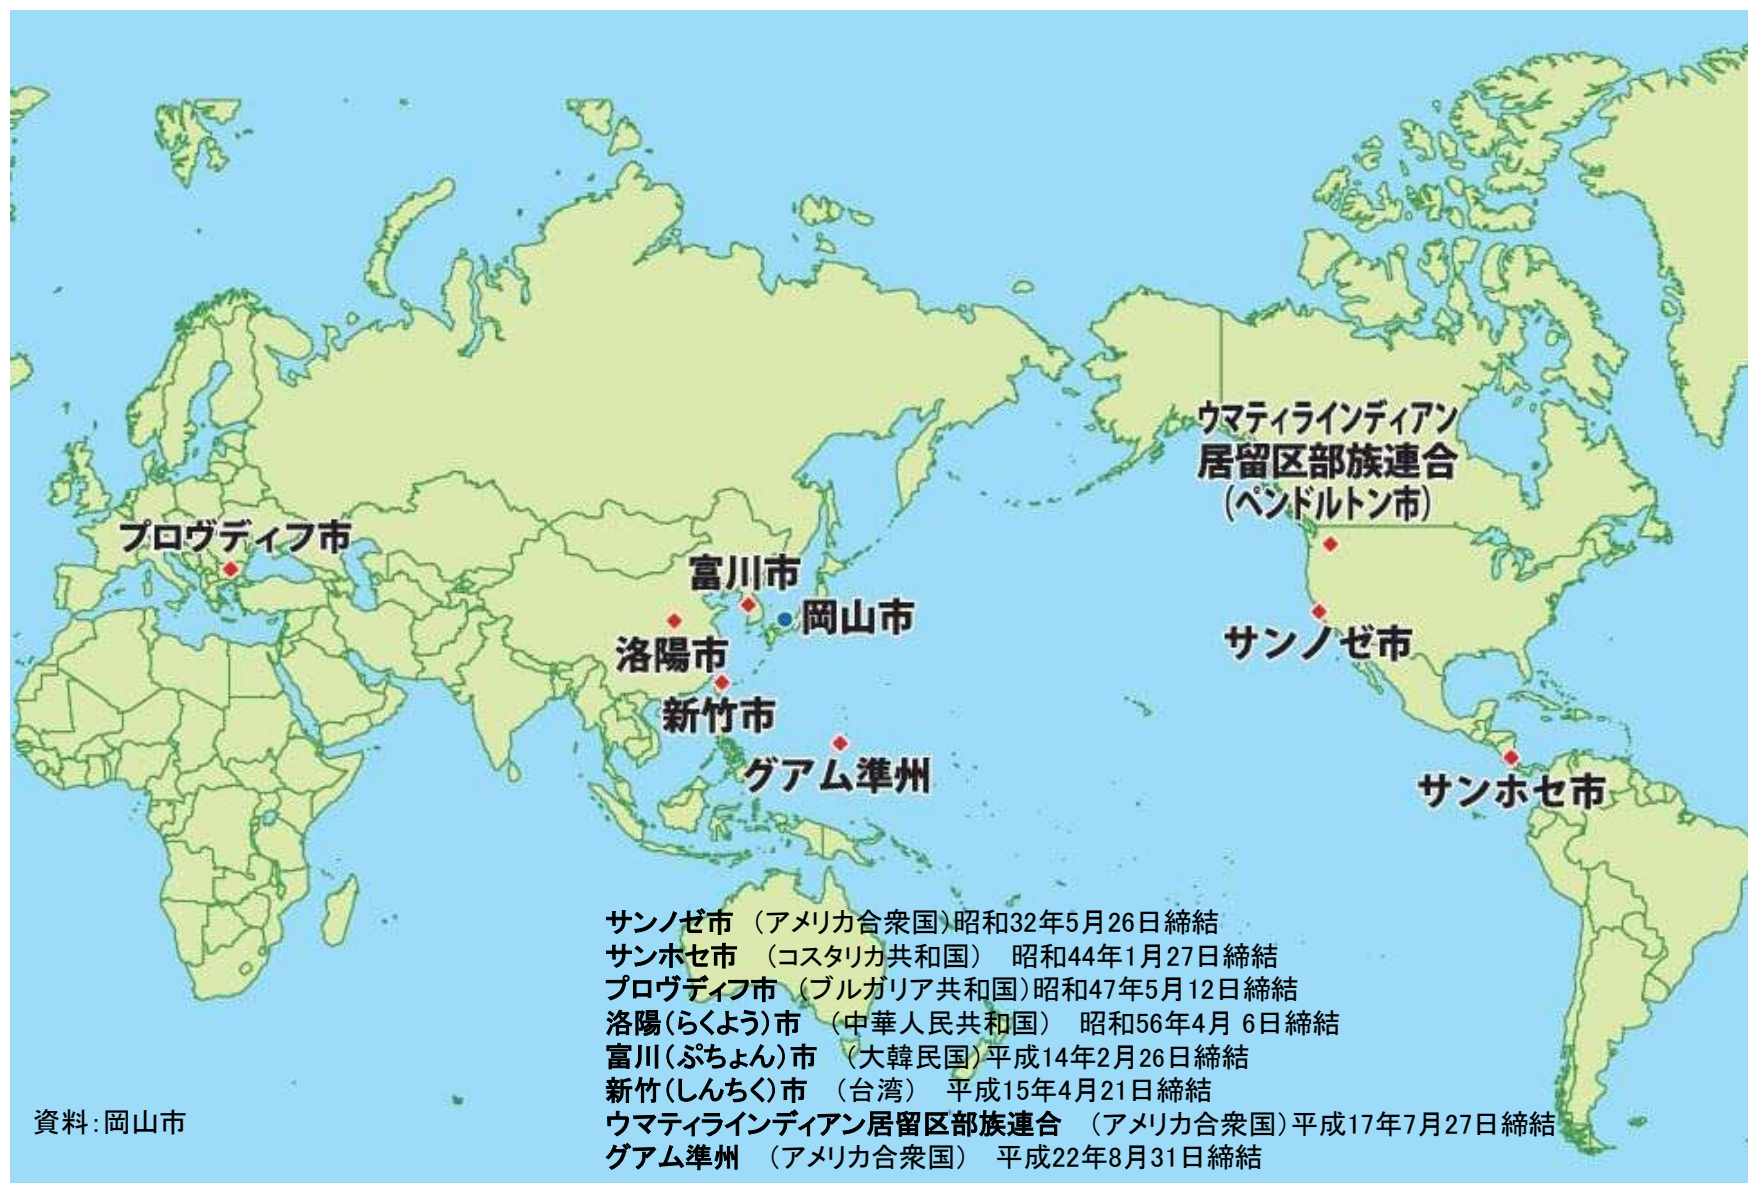 ウマティラインディアン
居留区部族連合
(ペンドルトン市)
プロヴディフ市
富川市
岡山市
洛陽市
サンノゼ市
新竹市
グアム準州
サンホセ市
サンノゼ市 (アメリカ合衆国)昭和32年5月26日締結
サンホセ市 (コスタリカ共和国) 昭和44年1月27日締結
プロヴディフ市 (ブルガリア共和国)昭和47年5月12日締結
洛陽(らくよう)市 (中華人民共和国) 昭和56年4月 6日締結
富川(ぷちょん)市 (大韓民国)平成14年2月26日締結
新竹(しんちく)市 (台湾) 平成15年4月21日締結
ウマティラインディアン居留区部族連合 (アメリカ合衆国)平成17年7月27日締結
グアム準州 (アメリカ合衆国) 平成22年8月31日締結
資料:岡山市